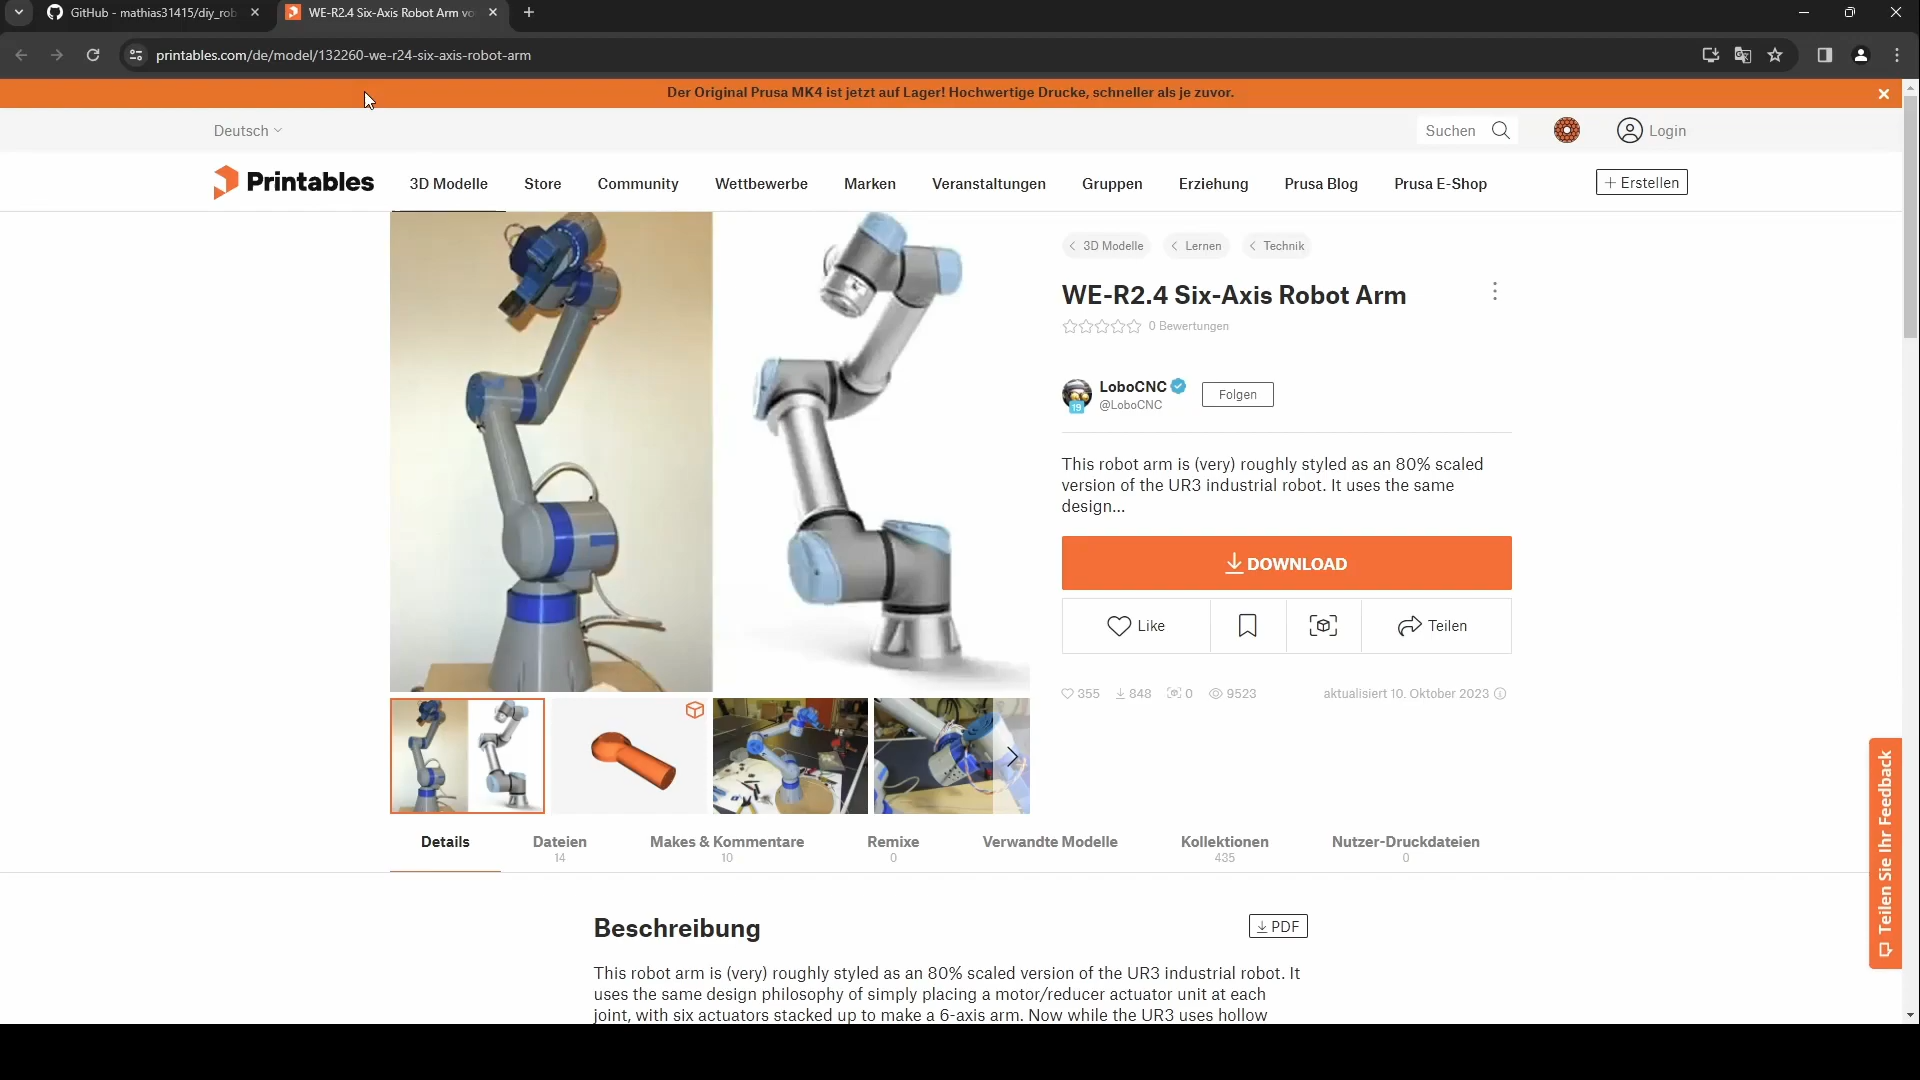 GitHub - mathias31415/diy_rob
WE-R2.4 Six-Axis Robot Arm vo
printables.com/de/model/132260-we-r24-six-axis-robot-arm
Der Original Prusa MK4 ist jetzt auf Lager! Hochwertige Drucke, schneller als je zuvor.
Deutsch
Suchen
Login
Printables
3D Modelle
Store
Community
Wettbewerbe
Marken
Veranstaltungen
Gruppen
Erziehung
Prusa Blog
Prusa E-Shop
+ Erstellen
3D Modelle
Lernen
Technik
WE-R2.4 Six-Axis Robot Arm
0 Bewertungen
LoboCNC
@LoboCNC
19
Folgen
This robot arm is (very) roughly styled as an 80% scaled
version of the UR3 industrial robot. It uses the same
design...
DOWNLOAD
Like
Teilen
355
848
0
9523
aktualisiert 10. Oktober 2023
Teilen Sie Ihr Feedback
Details
Dateien
14
Makes & Kommentare
10
Remixe
0
Verwandte Modelle
Kollektionen
435
Nutzer-Druckdateien
0
Beschreibung
PDF
This robot arm is (very) roughly styled as an 80% scaled version of the UR3 industrial robot. It
uses the same design philosophy of simply placing a motor/reducer actuator unit at each
joint, with six actuators stacked up to make a 6-axis arm. Now while the UR3 uses hollow